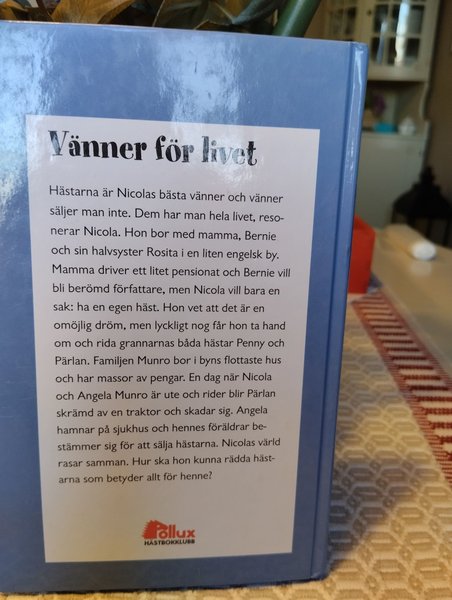 Vänner för livet
Hästarna är Nicolas bästa vänner och vänner
säljer man inte. Dem har man hela livet, reso-
nerar Nicola. Hon bor med mamma, Bernie
och sin halvsyster Rosita i en liten engelsk by.
Mamma driver ett litet pensionat och Bernie vill
bli berömd författare, men Nicola vill bara en
sak: ha en egen häst. Hon vet att det är en
omöjlig dröm, men lyckligt nog får hon ta hand
om och rida grannarnas båda hästar Penny och
Pärlan. Familjen Munro bor i byns flottaste hus
och har massor av pengar. En dag när Nicola
och Angela Munro är ute och rider blir Pärlan
skrämd av en traktor och skadar sig. Angela
hamnar på sjukhus och hennes föräldrar be-
stämmer sig för att sälja hästarna. Nicolas värld
rasar samman. Hur ska hon kunna rädda häst-
arna som betyder allt för henne?
Pollux
HÄSTBOKKLUBB